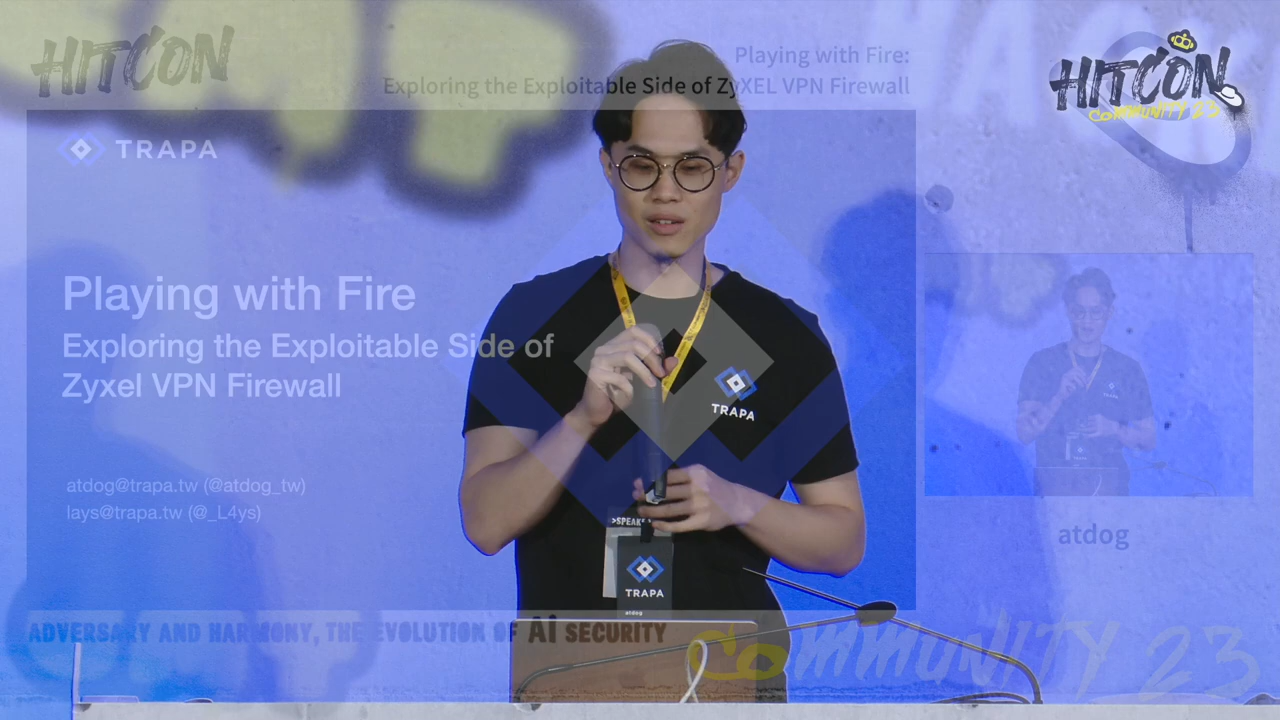 HITCON
Playing with Fire:
Exploring the Exploitable Side of ZyXEL VPN Firewall
HITCON
COMMUNITY 23
TRAPA
Playing with Fire
Exploring the Exploitable Side of
Zyxel VPN Firewall
TRAPA
atdog@trapa.tw (@atdog_tw)
lays@trapa.tw (@_L4ys)
>SPEAK
TRAPA
atdog
atdog
ADVERSARY AND HARMONY, THE EVOLUTION OF Ai SECURITY
COMMUNITY 23